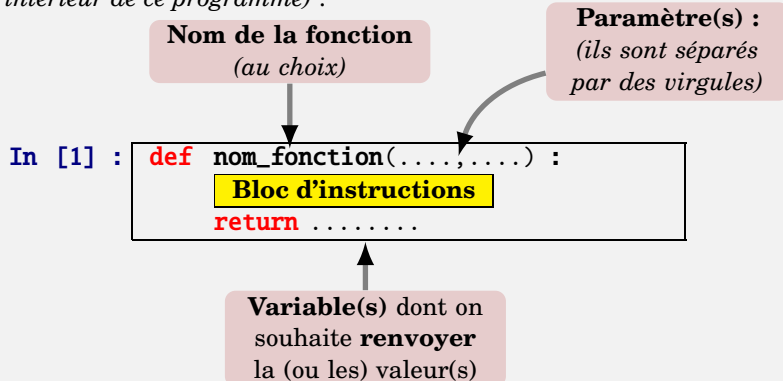 intérieur de ce programme) :
Paramètre(s) :
(ils sont séparés
par des virgules)
Nom de la fonction
(au choix)
In [1] : def nom_fonction(....,....) :
Bloc d'instructions
return ........
Variable(s) dont on
souhaite renvoyer
la (ou les) valeur(s)